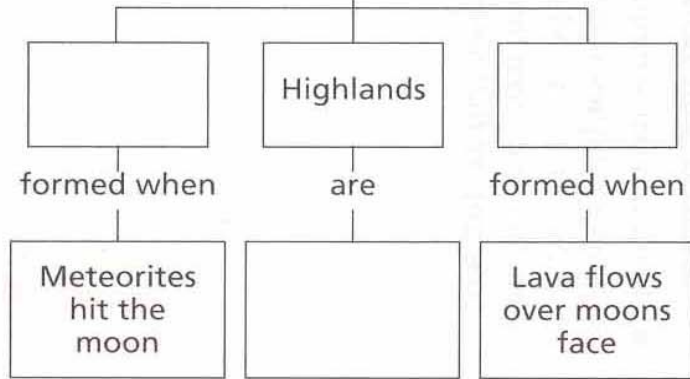 Highlands
formed when
are
formed when
Meteorites
hit the
moon
Lava flows
over moons
face